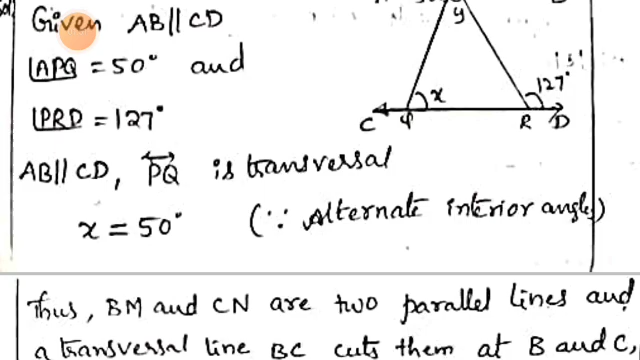 Given AB||CD
∠APQ = 50° and
∠PRD = 127°
y
x
127°
C Q R D
AB||CD, PQ is transversal
x = 50° (∵ Alternate interior angles)
Thus, BM and CN are two parallel lines and
a transversal line BC cuts them at B and C,